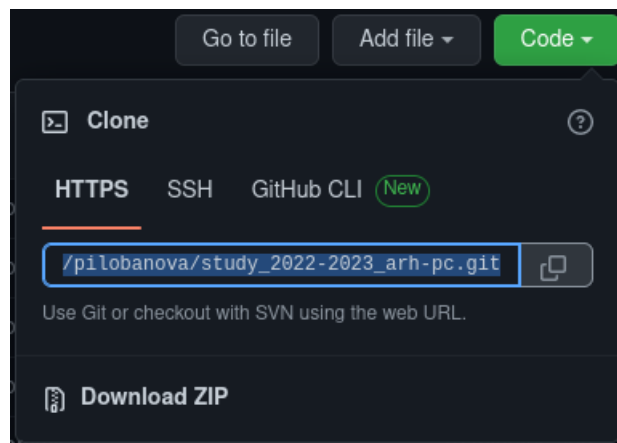 Go to file Add file Code
Clone
HTTPS SSH GitHub CLI New
/pilobanova/study_2022-2023_arh-pc.git
Use Git or checkout with SVN using the web URL.
Download ZIP